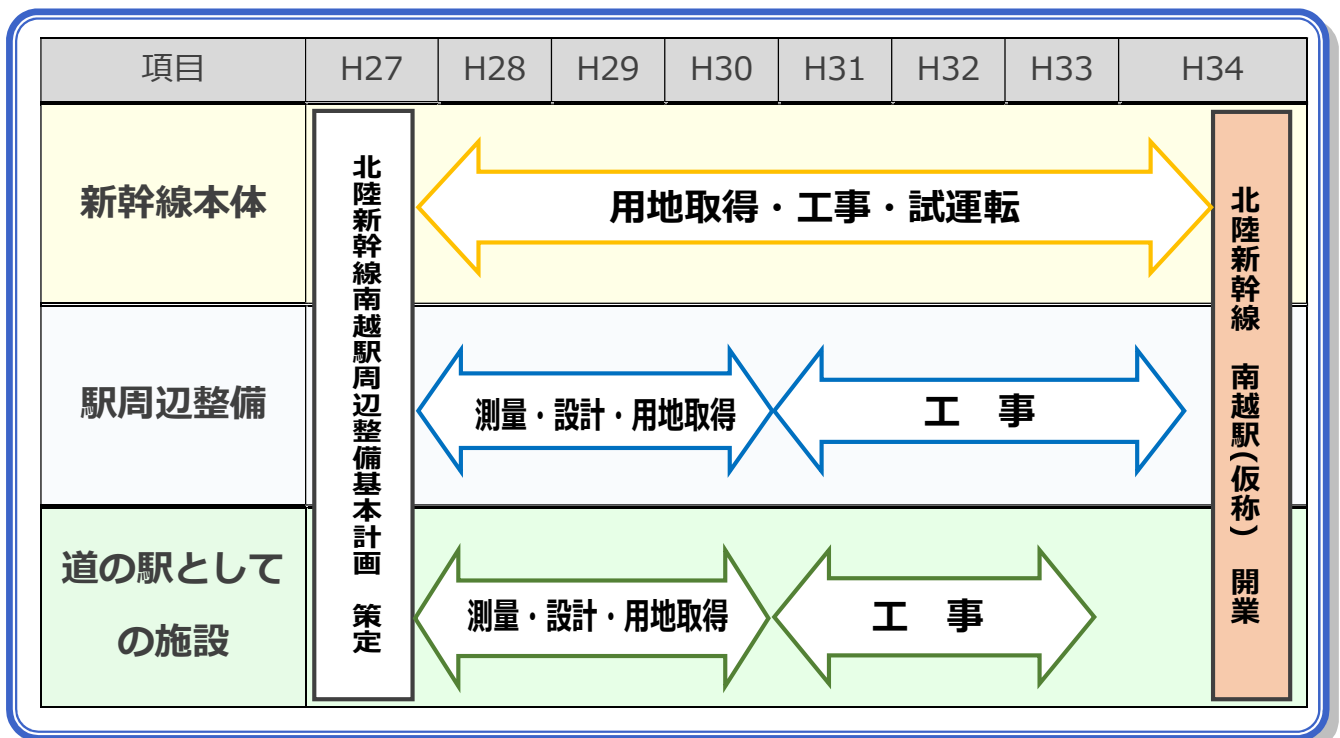 項目 H27 H28 H29 H30 H31 H32 H33 H34
北陸新幹線南越駅周辺整備基本計画 策定
新幹線本体
用地取得・工事・試運転
駅周辺整備
測量・設計・用地取得
工 事
道の駅として
の施設
測量・設計・用地取得
工 事
北陸新幹線 南越駅(仮称) 開業